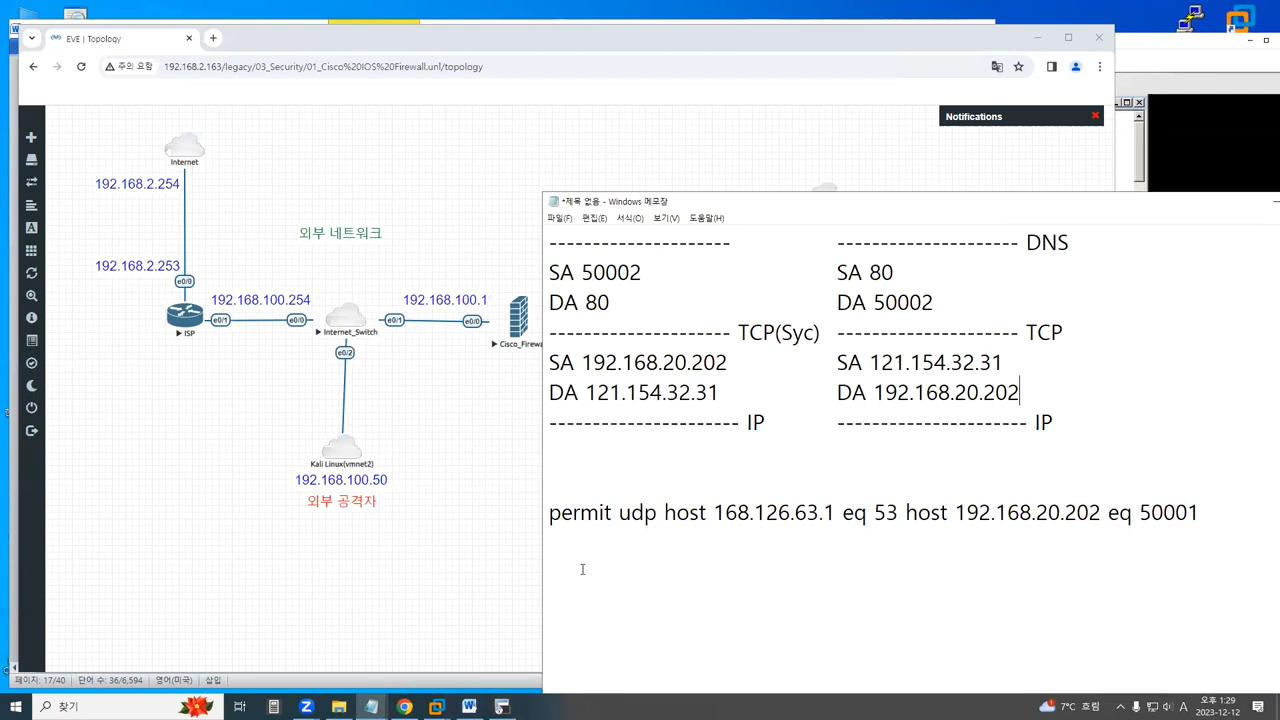 EVE | Topology
주의 요함
192.168.2.163/legacy/03_Security/01_Cisco%20IOS%20Firewall.unl/topology
Notifications
Internet
192.168.2.254
외부 네트워크
192.168.2.253
e0/0
192.168.100.254
192.168.100.1
e0/1
e0/0
Internet_Switch
e0/1
e0/0
ISP
Cisco_Firewa
e0/2
Kali Linux(vmnet2)
192.168.100.50
외부 공격자
*제목 없음 - Windows 메모장
파일(F) 편집(E) 서식(O) 보기(V) 도움말(H)
--------------------- --------------------- DNS
SA 50002 SA 80
DA 80 DA 50002
--------------------- TCP(Syc) --------------------- TCP
SA 192.168.20.202 SA 121.154.32.31
DA 121.154.32.31 DA 192.168.20.202
---------------------- IP ---------------------- IP
permit udp host 168.126.63.1 eq 53 host 192.168.20.202 eq 50001
페이지: 17/40 단어 수: 36/6,594 영어(미국) 삽입
찾기
7°C 흐림
A
오후 1:29
2023-12-12